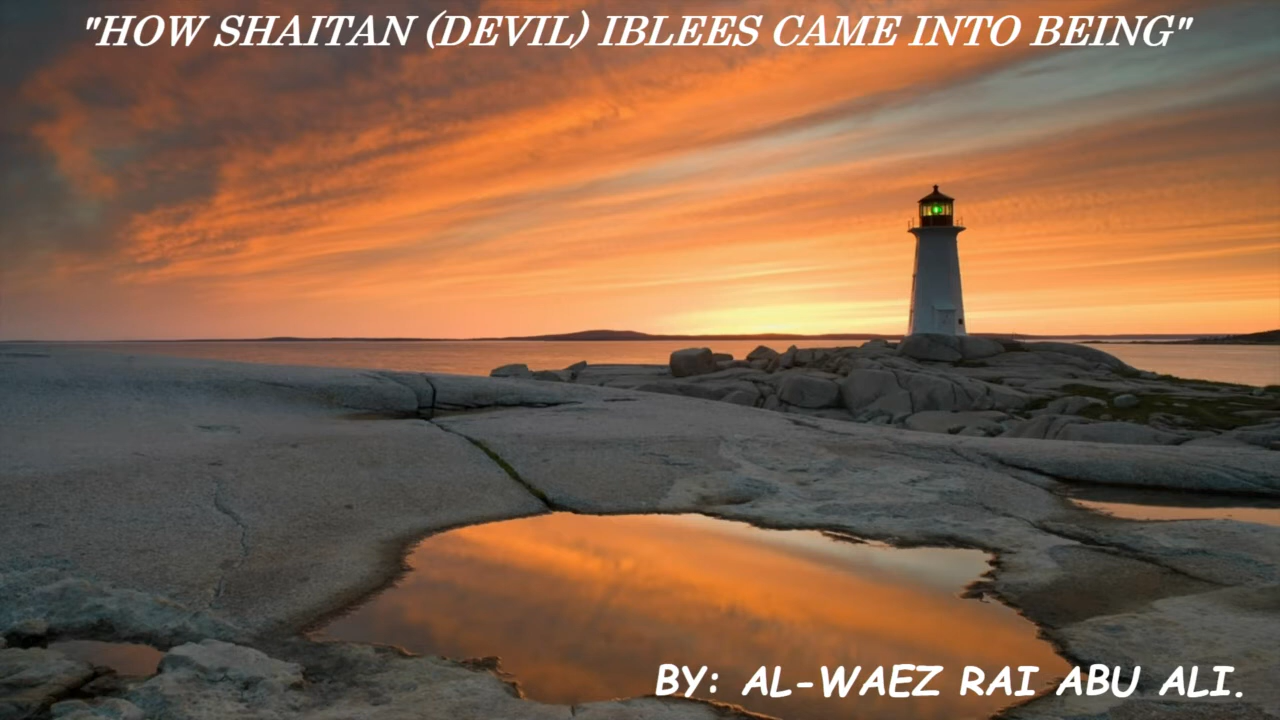 "HOW SHAITAN (DEVIL) IBLEES CAME INTO BEING"
BY: AL-WAEZ RAI ABU ALI.